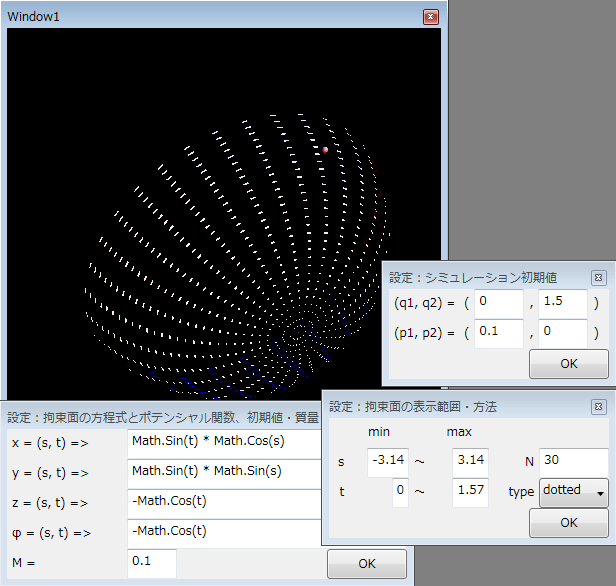 Window1
設定：シミュレーション初期値
(q1, q2) = ( 0 , 1.5 )
(p1, p2) = ( 0.1 , 0 )
OK
設定：拘束面の方程式とポテンシャル関数、初期値・質量
x = (s, t) => Math.Sin(t) * Math.Cos(s)
y = (s, t) => Math.Sin(t) * Math.Sin(s)
z = (s, t) => -Math.Cos(t)
φ = (s, t) => -Math.Cos(t)
M = 0.1
OK
設定：拘束面の表示範囲・方法
min max
s -3.14 ～ 3.14 N 30
t 0 ～ 1.57 type dotted
OK